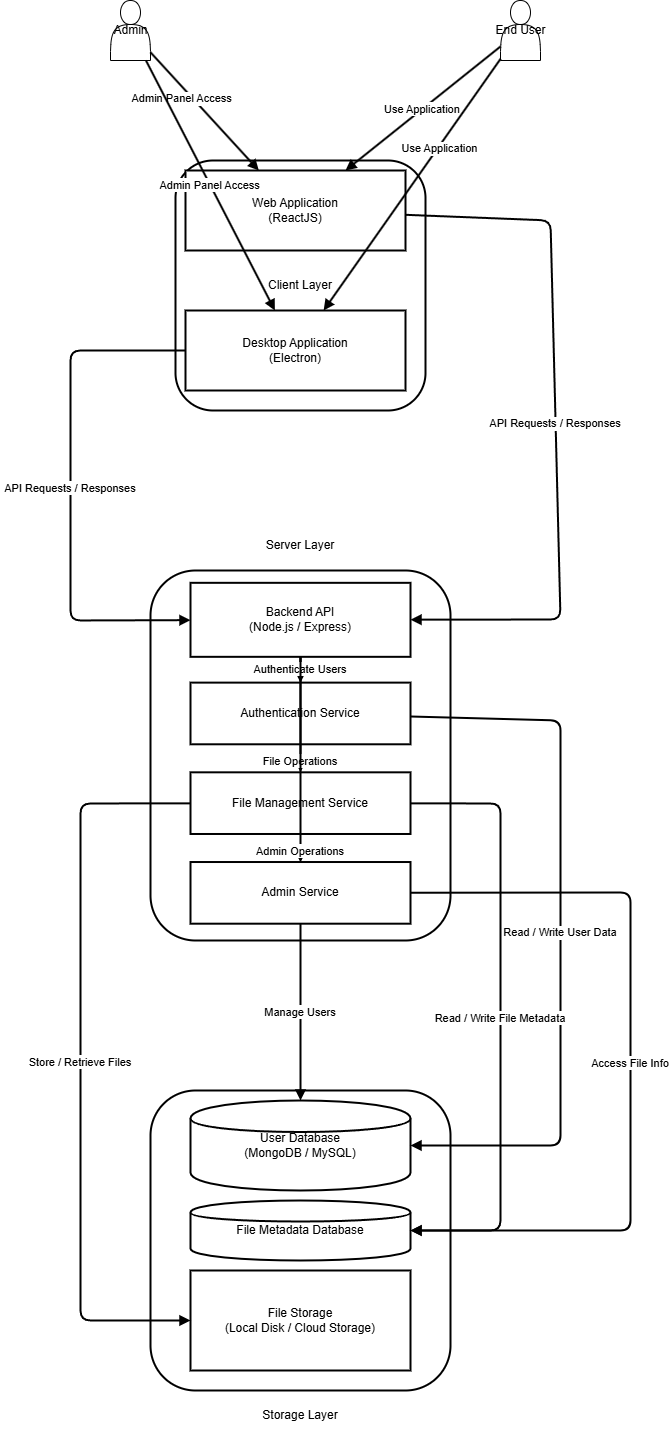 Admin
End User
Admin Panel Access
Use Application
Use Application
Admin Panel Access
Web Application
(ReactJS)
Client Layer
Desktop Application
(Electron)
API Requests / Responses
API Requests / Responses
Server Layer
Backend API
(Node.js / Express)
Authenticate Users
Authentication Service
File Operations
File Management Service
Admin Operations
Admin Service
Read / Write User Data
Manage Users
Read / Write File Metadata
Store / Retrieve Files
Access File Info
User Database
(MongoDB / MySQL)
File Metadata Database
File Storage
(Local Disk / Cloud Storage)
Storage Layer